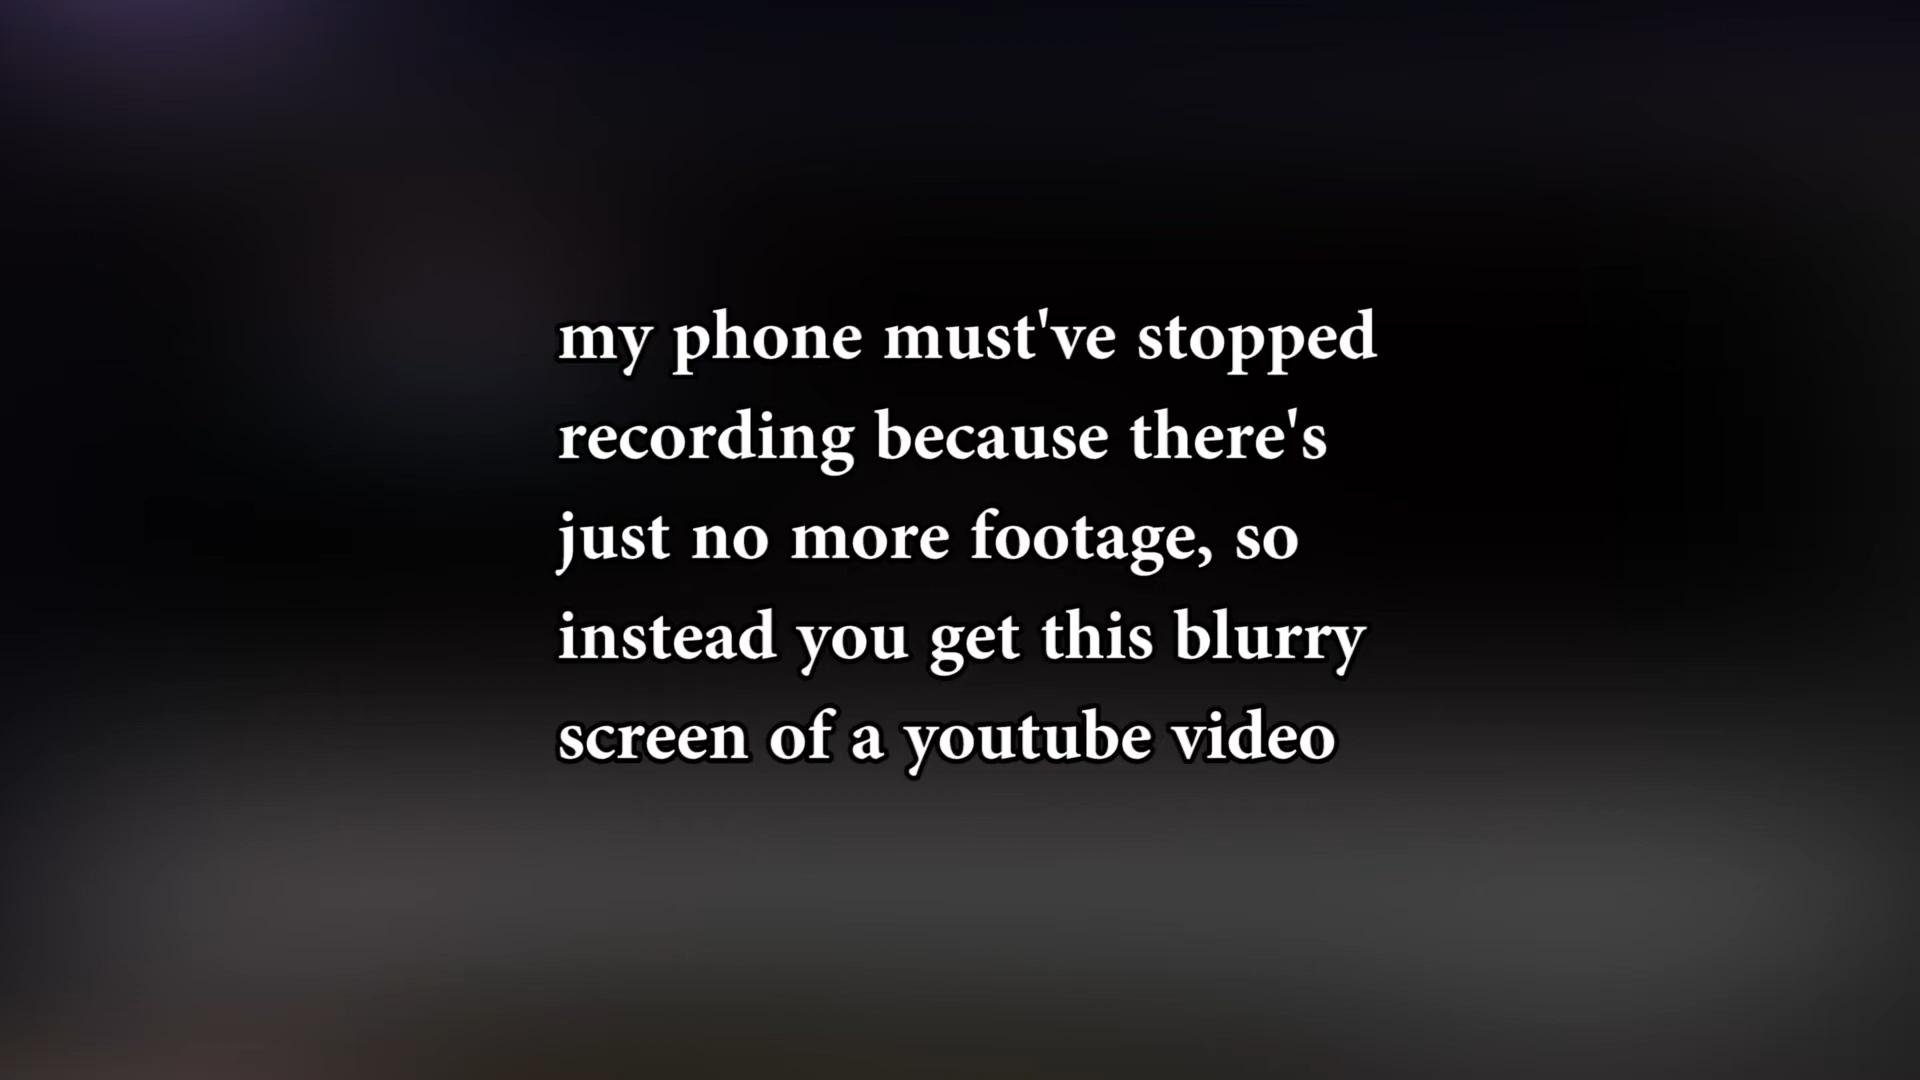 my phone must've stopped
recording because there's
just no more footage, so
instead you get this blurry
screen of a youtube video